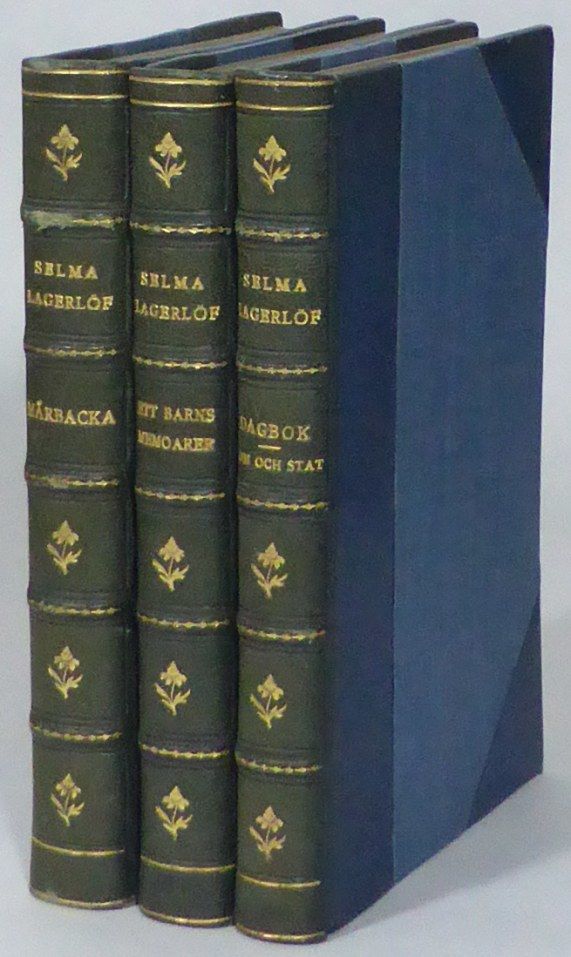 SELMA
LAGERLÖF
MÅRBACKA
SELMA
LAGERLÖF
ETT BARNS
MEMOARER
SELMA
LAGERLÖF
DAGBOK
OCH STAT